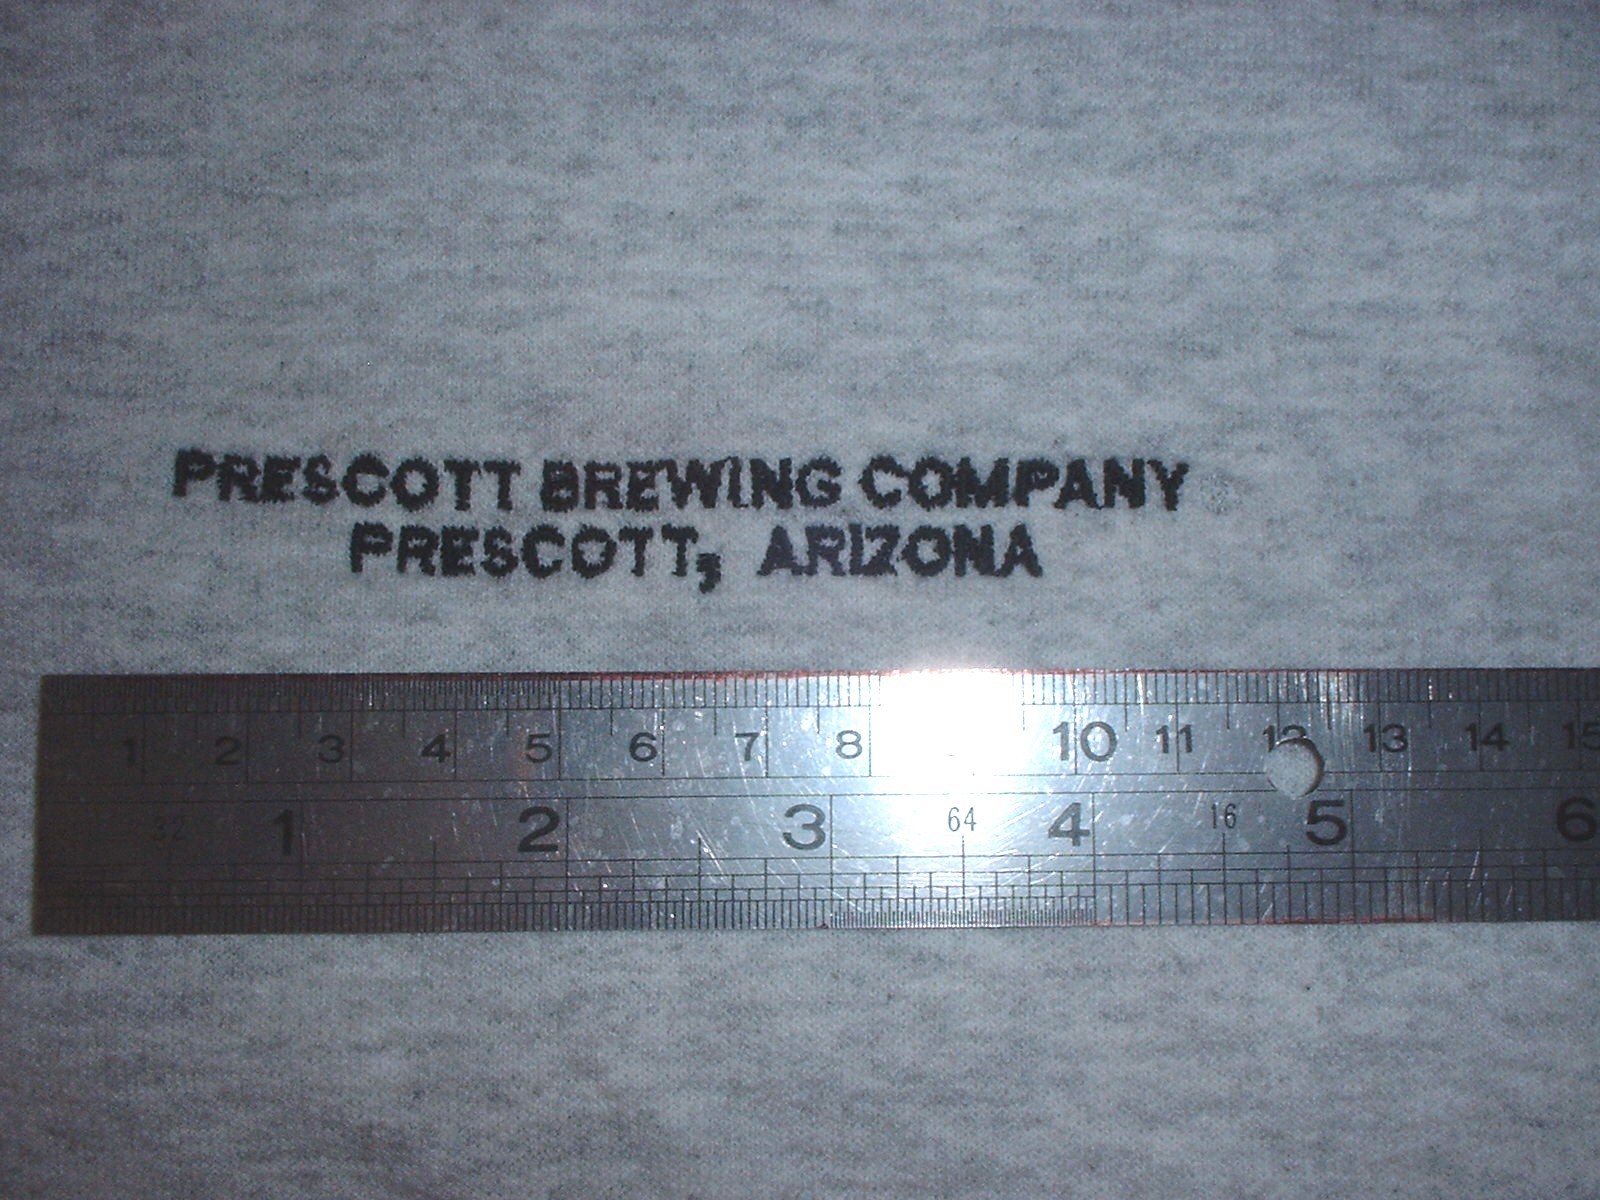 PRESCOTT BREWING COMPANY
PRESCOTT, ARIZONA
1 2 3 4 5 6 7 8 10 11 12 13 14 15
32 1 2 3 64 4 16 5 6